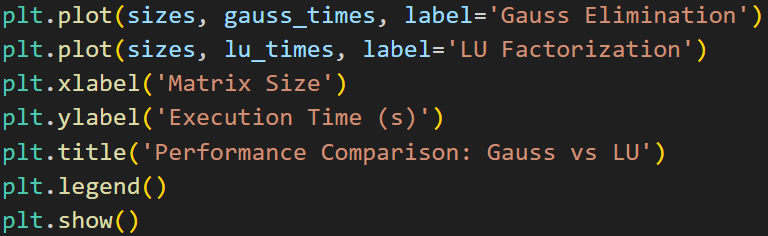 plt.plot(sizes, gauss_times, label='Gauss Elimination')
plt.plot(sizes, lu_times, label='LU Factorization')
plt.xlabel('Matrix Size')
plt.ylabel('Execution Time (s)')
plt.title('Performance Comparison: Gauss vs LU')
plt.legend()
plt.show()